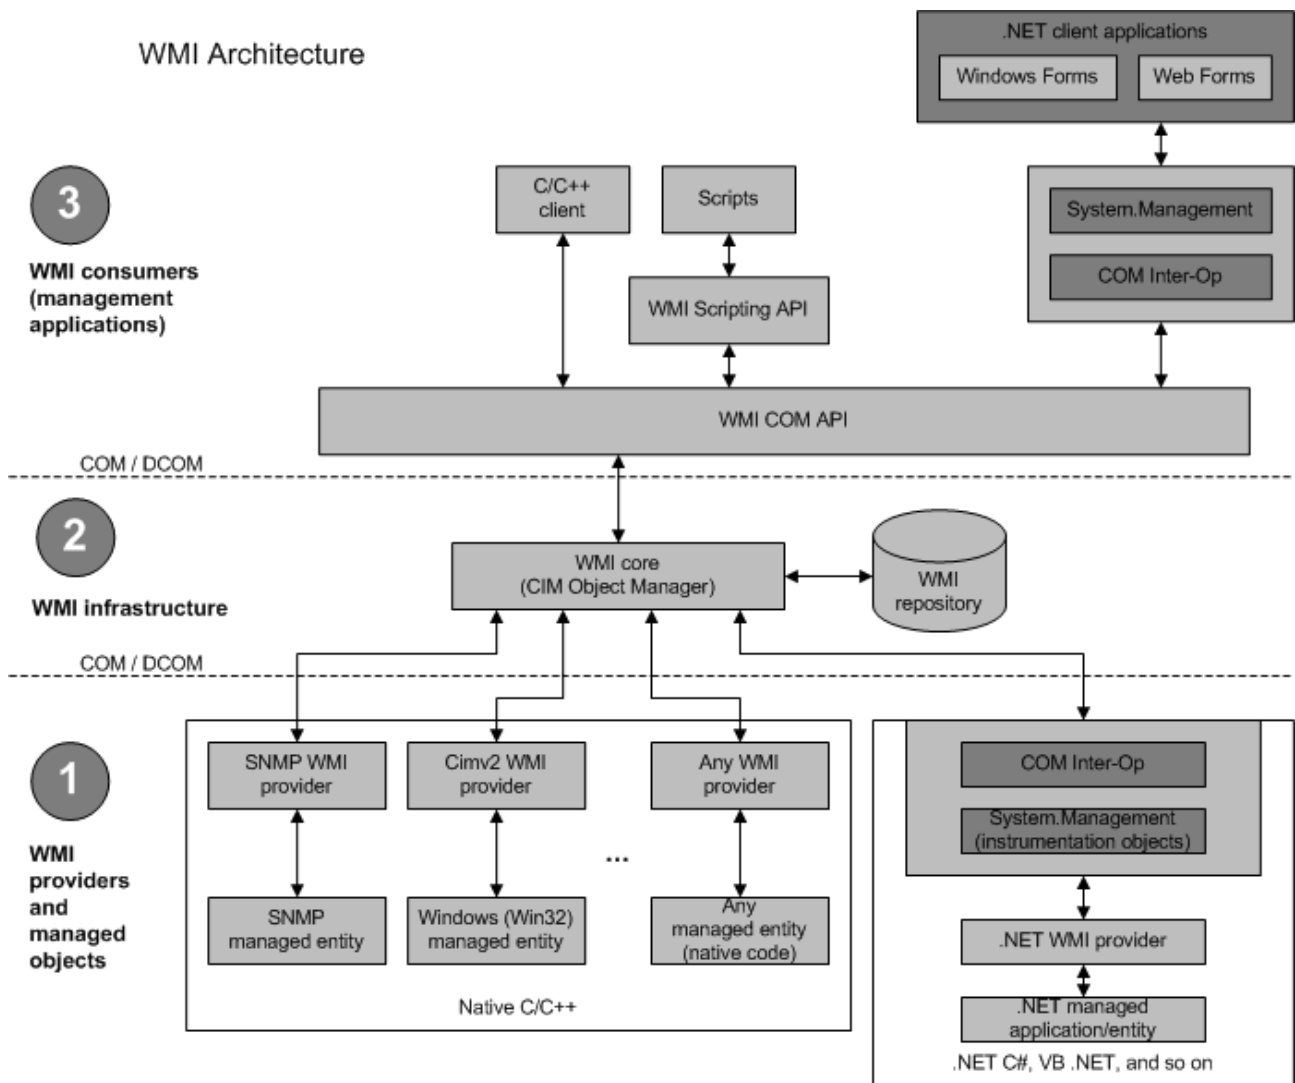 WMI Architecture
.NET client applications
Windows Forms
Web Forms
3
WMI consumers
(management
applications)
C/C++
client
Scripts
System.Management
COM Inter-Op
WMI Scripting API
WMI COM API
COM / DCOM
2
WMI infrastructure
WMI core
(CIM Object Manager)
WMI
repository
COM / DCOM
1
WMI
providers
and
managed
objects
SNMP WMI
provider
Cimv2 WMI
provider
Any WMI
provider
...
SNMP
managed entity
Windows (Win32)
managed entity
Any
managed entity
(native code)
Native C/C++
COM Inter-Op
System.Management
(instrumentation objects)
.NET WMI provider
.NET managed
application/entity
.NET C#, VB .NET, and so on